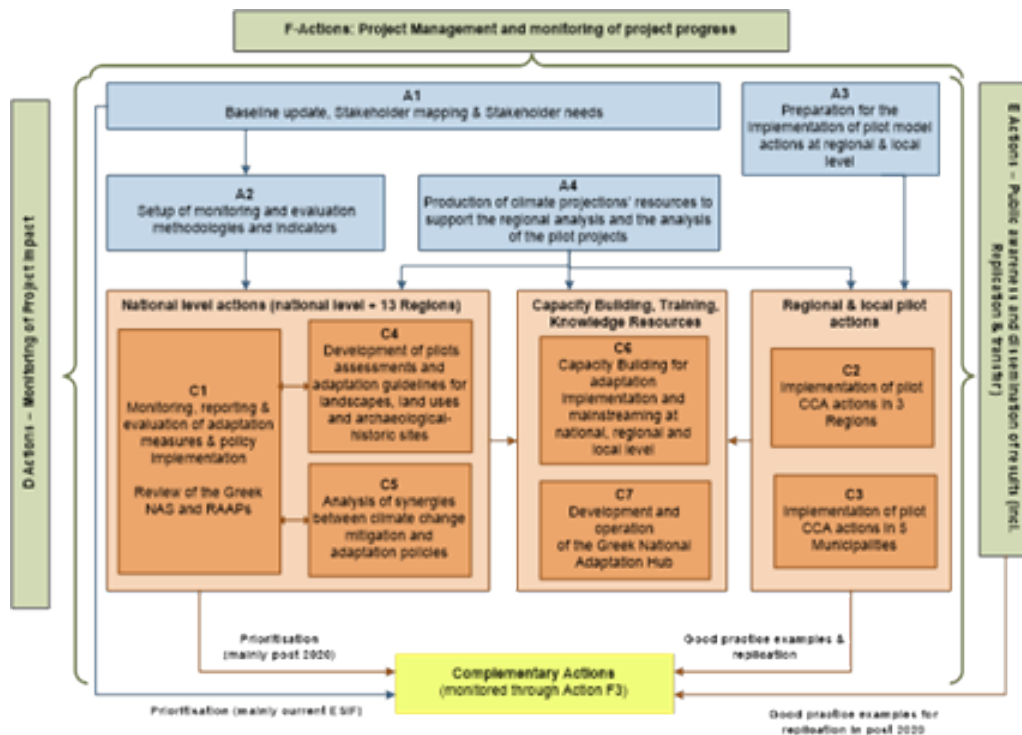 F-Actions: Project Management and monitoring of project progress
A1
Baseline update, Stakeholder mapping & Stakeholder needs
A3
Preparation for the
implementation of pilot model
actions at regional & local
level
A2
Setup of monitoring and evaluation
methodologies and indicators
A4
Production of climate projections' resources to
support the regional analysis and the analysis
of the pilot projects
D Actions – Monitoring of Project Impact
E Actions – Public awareness and dissemination of results (incl.
Replication & transfer)
National level actions (national level + 13 Regions)
C1
Monitoring, reporting &
evaluation of adaptation
measures & policy
implementation
Review of the Greek
NAS and RAAPs
C4
Development of pilots
assessments and
adaptation guidelines for
landscapes, land uses
and archaeological-
historic sites
C5
Analysis of synergies
between climate change
mitigation and
adaptation policies
Capacity Building, Training,
Knowledge Resources
C6
Capacity Building for
adaptation
implementation and
mainstreaming at
national, regional and
local level
C7
Development and
operation
of the Greek National
Adaptation Hub
Regional & local pilot
actions
C2
Implementation of pilot
CCA actions in 3
Regions
C3
Implementation of pilot
CCA actions in 5
Municipalities
Prioritisation
(mainly post 2020)
Good practice examples &
replication
Complementary Actions
(monitored through Action F3)
Prioritisation (mainly current ESIF)
Good practice examples for
replication in post 2020